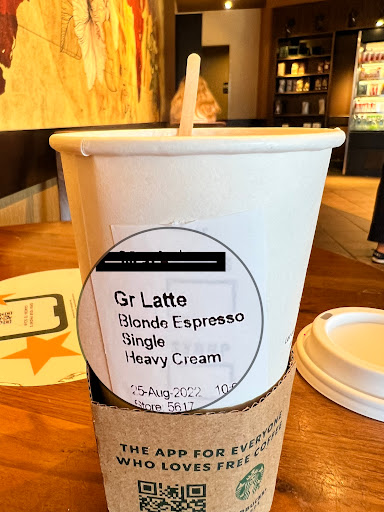 Gr Latte
Blonde Espresso
Single
Heavy Cream
25-Aug-2022
Store: 5617
THE APP FOR EVERYONE
WHO LOVES FREE COFFEE